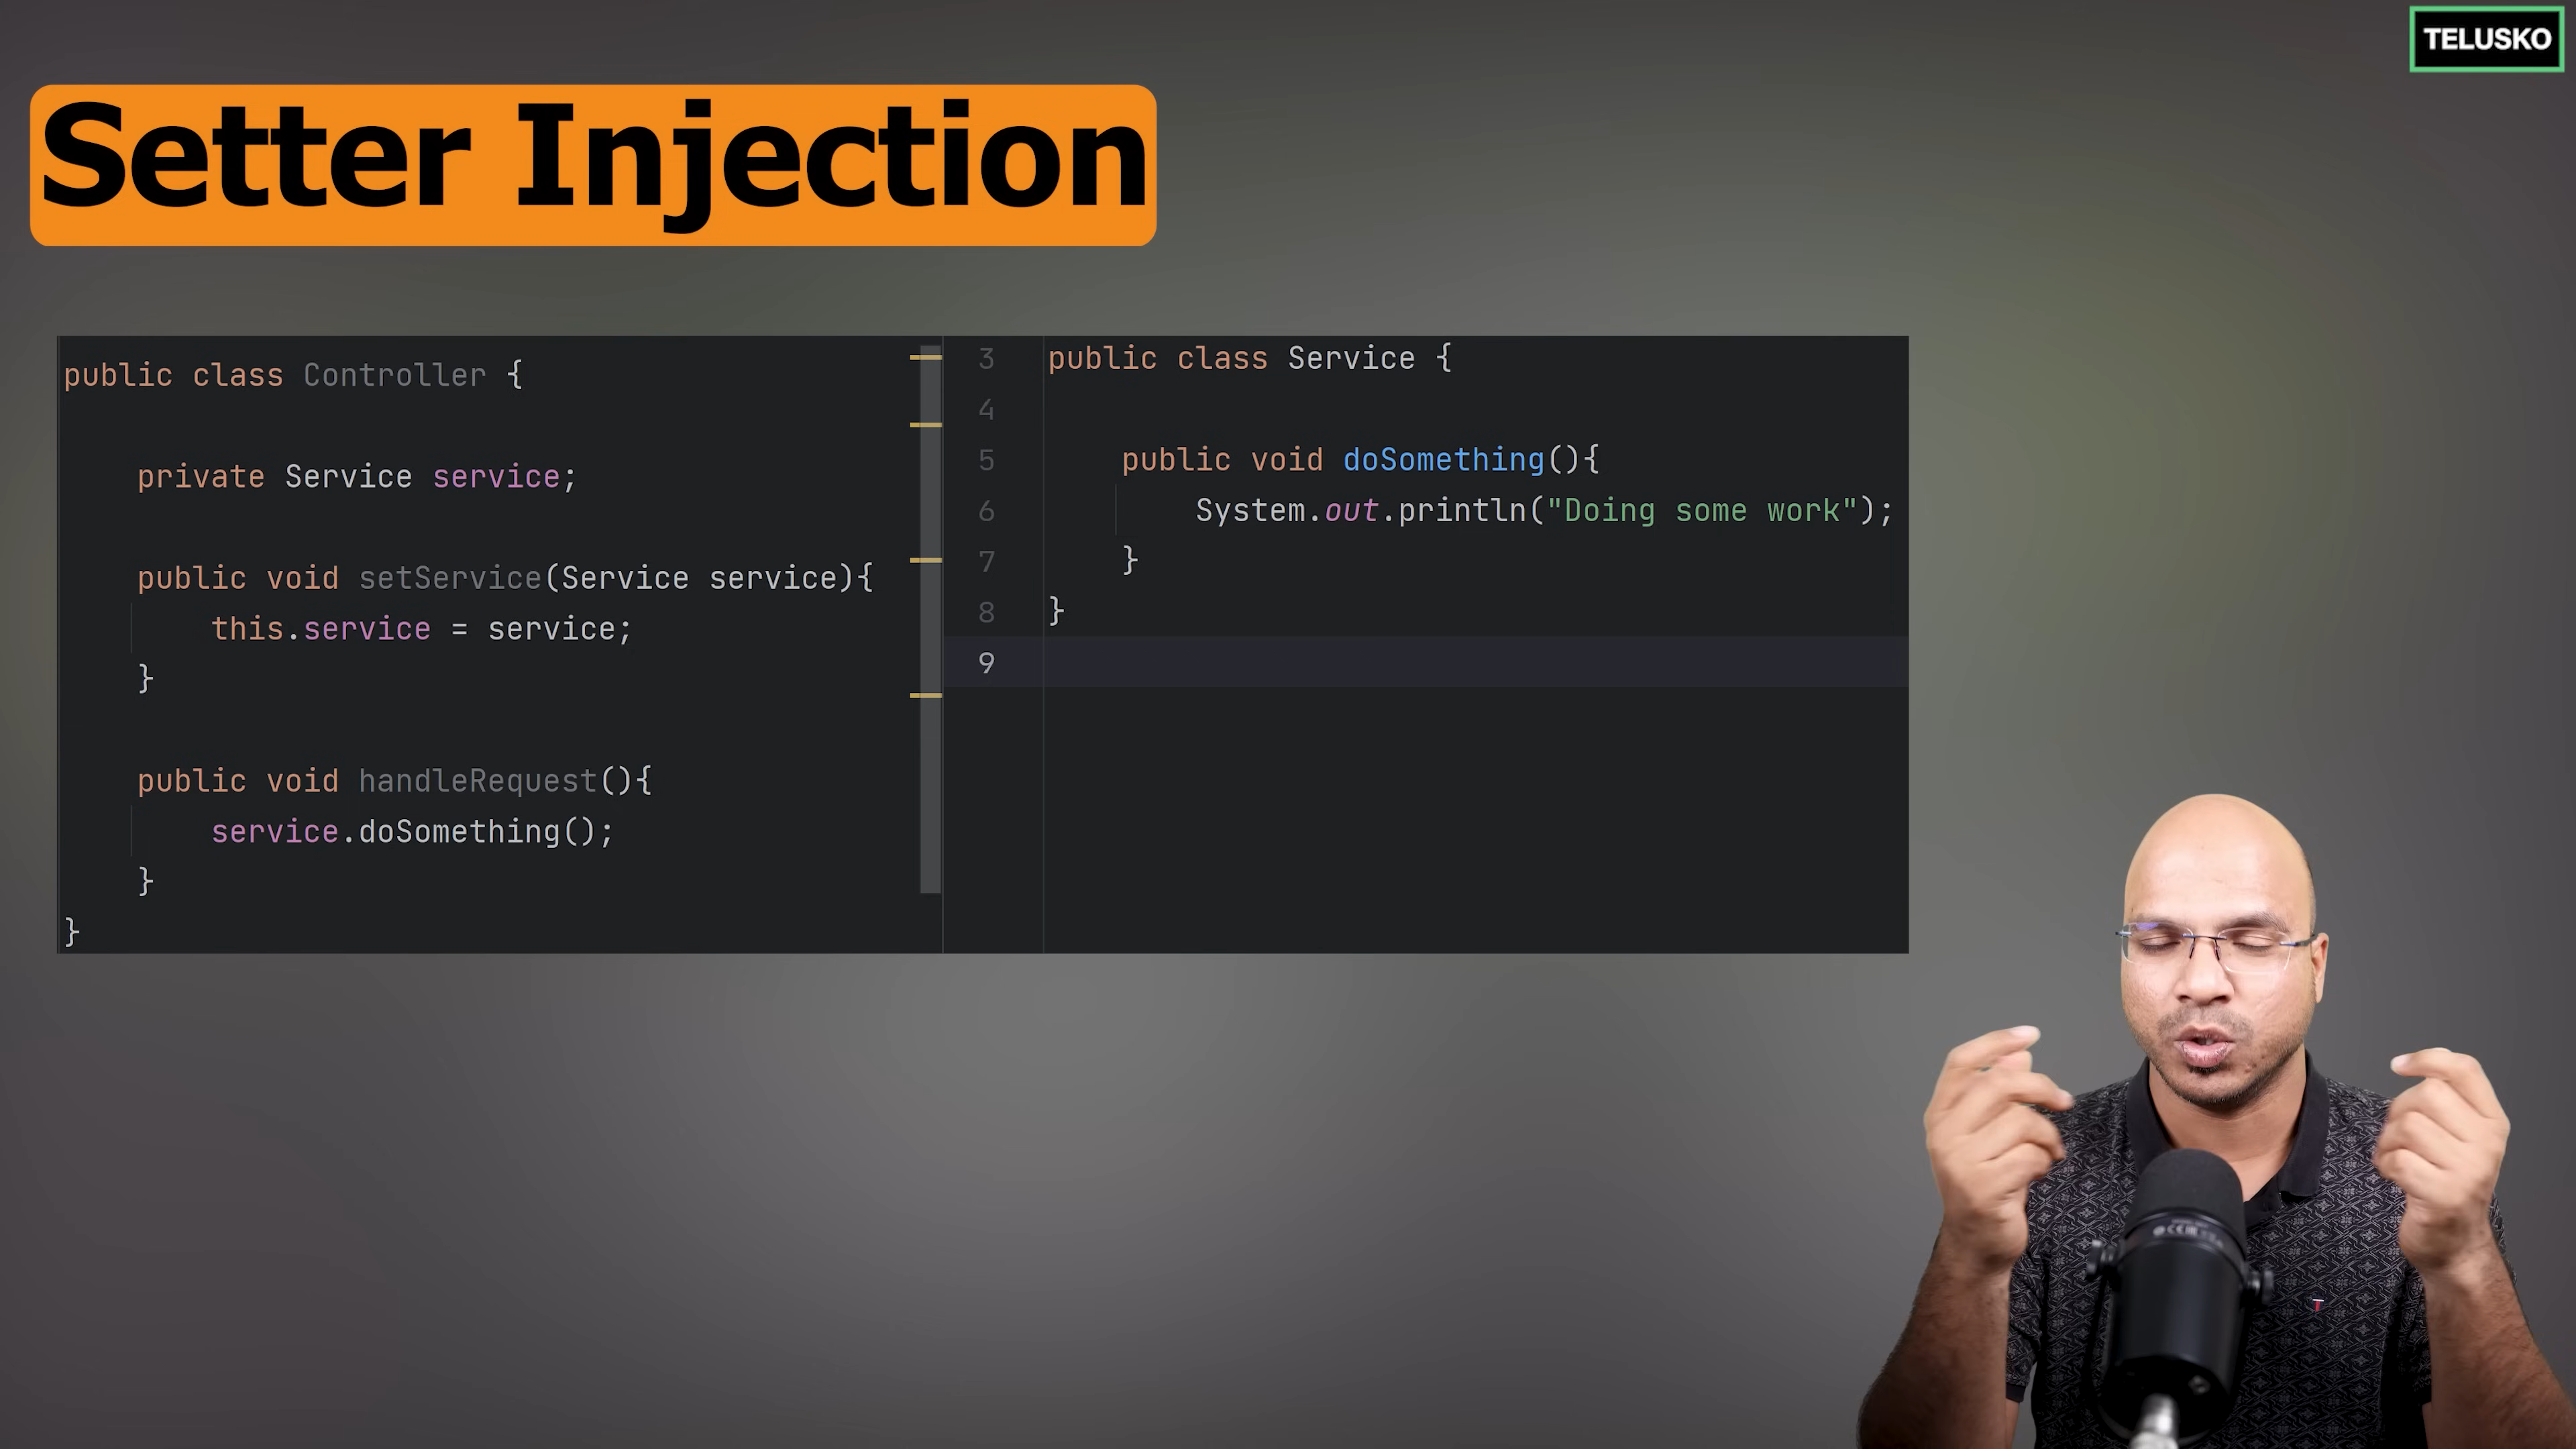 TELUSKO
Setter Injection
public class Controller {
private Service service;
public void setService(Service service){
this.service = service;
}
public void handleRequest(){
service.doSomething();
}
}
3 public class Service {
4
5 public void doSomething(){
6 System.out.println("Doing some work");
7 }
8 }
9